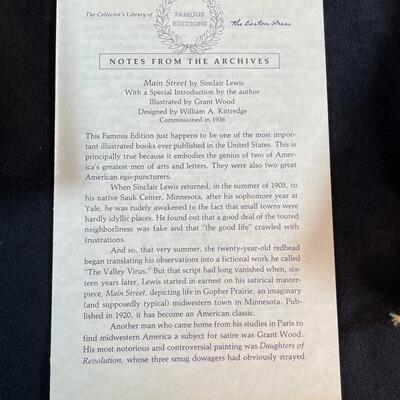 The Collector's Library of FAMOUS The Easton Press
EDITIONS
NOTES FROM THE ARCHIVES
Main Street by Sinclair Lewis
With a Special Introduction by the author
Illustrated by Grant Wood
Designed by William A. Kittredge
Commissioned in 1936
This Famous Edition just happens to be one of the most impor-
tant illustrated books ever published in the United States. This is
principally true because it embodies the genius of two of Amer-
ica's greatest men of arts and letters. They were also two great
American ego-puncturers.
When Sinclair Lewis returned, in the summer of 1905, to
his native Sauk Center, Minnesota, after his sophomore year at
Yale, he was rudely awakened to the fact that small towns were
hardly idyllic places. He found out that a good deal of the touted
neighborliness was fake and that "the good life" crawled with
frustrations.
And so, that very summer, the twenty-year-old redhead
began translating his observations into a fictional work he called
"The Valley Virus." But that script had long vanished when, six-
teen years later, Lewis started in earnest on his satirical master-
piece, Main Street, depicting life in Gopher Prairie, an imaginary
(and supposedly typical) midwestern town in Minnesota. Pub-
lished in 1920, it has become an American classic.
Another man who came home from his studies in Paris to
find midwestern America a subject for satire was Grant Wood.
His most notorious and controversial painting was Daughters of
Revolution, whose three smug dowagers had obviously strayed